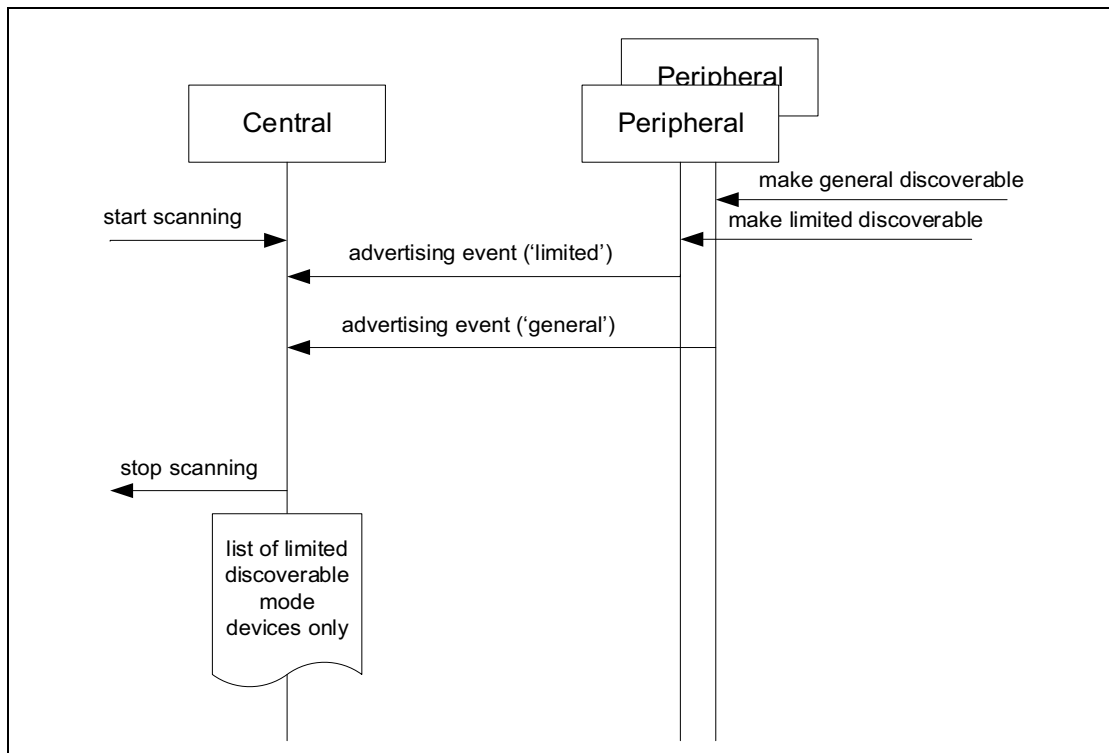 Peripheral
Central
Peripheral
make general discoverable
start scanning
make limited discoverable
advertising event (‘limited’)
advertising event (‘general’)
stop scanning
list of limited
discoverable
mode
devices only